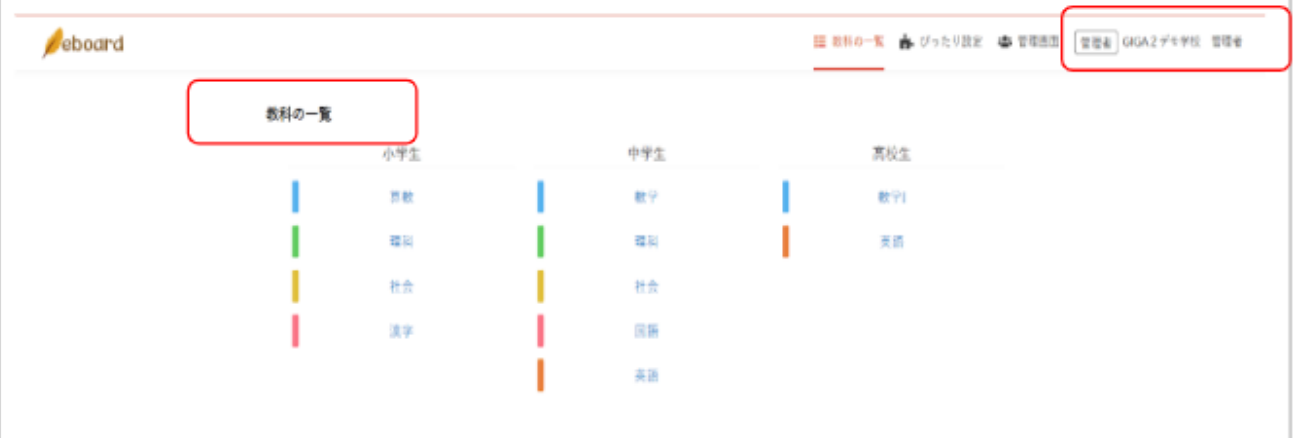 eboard 教科の一覧 ぴったり設定 管理画面 管理者 GIGA2デモ学校 管理者
教科の一覧
小学生 中学生 高校生
算数 数学 数学I
理科 理科 英語
社会 社会
漢字 国語
英語